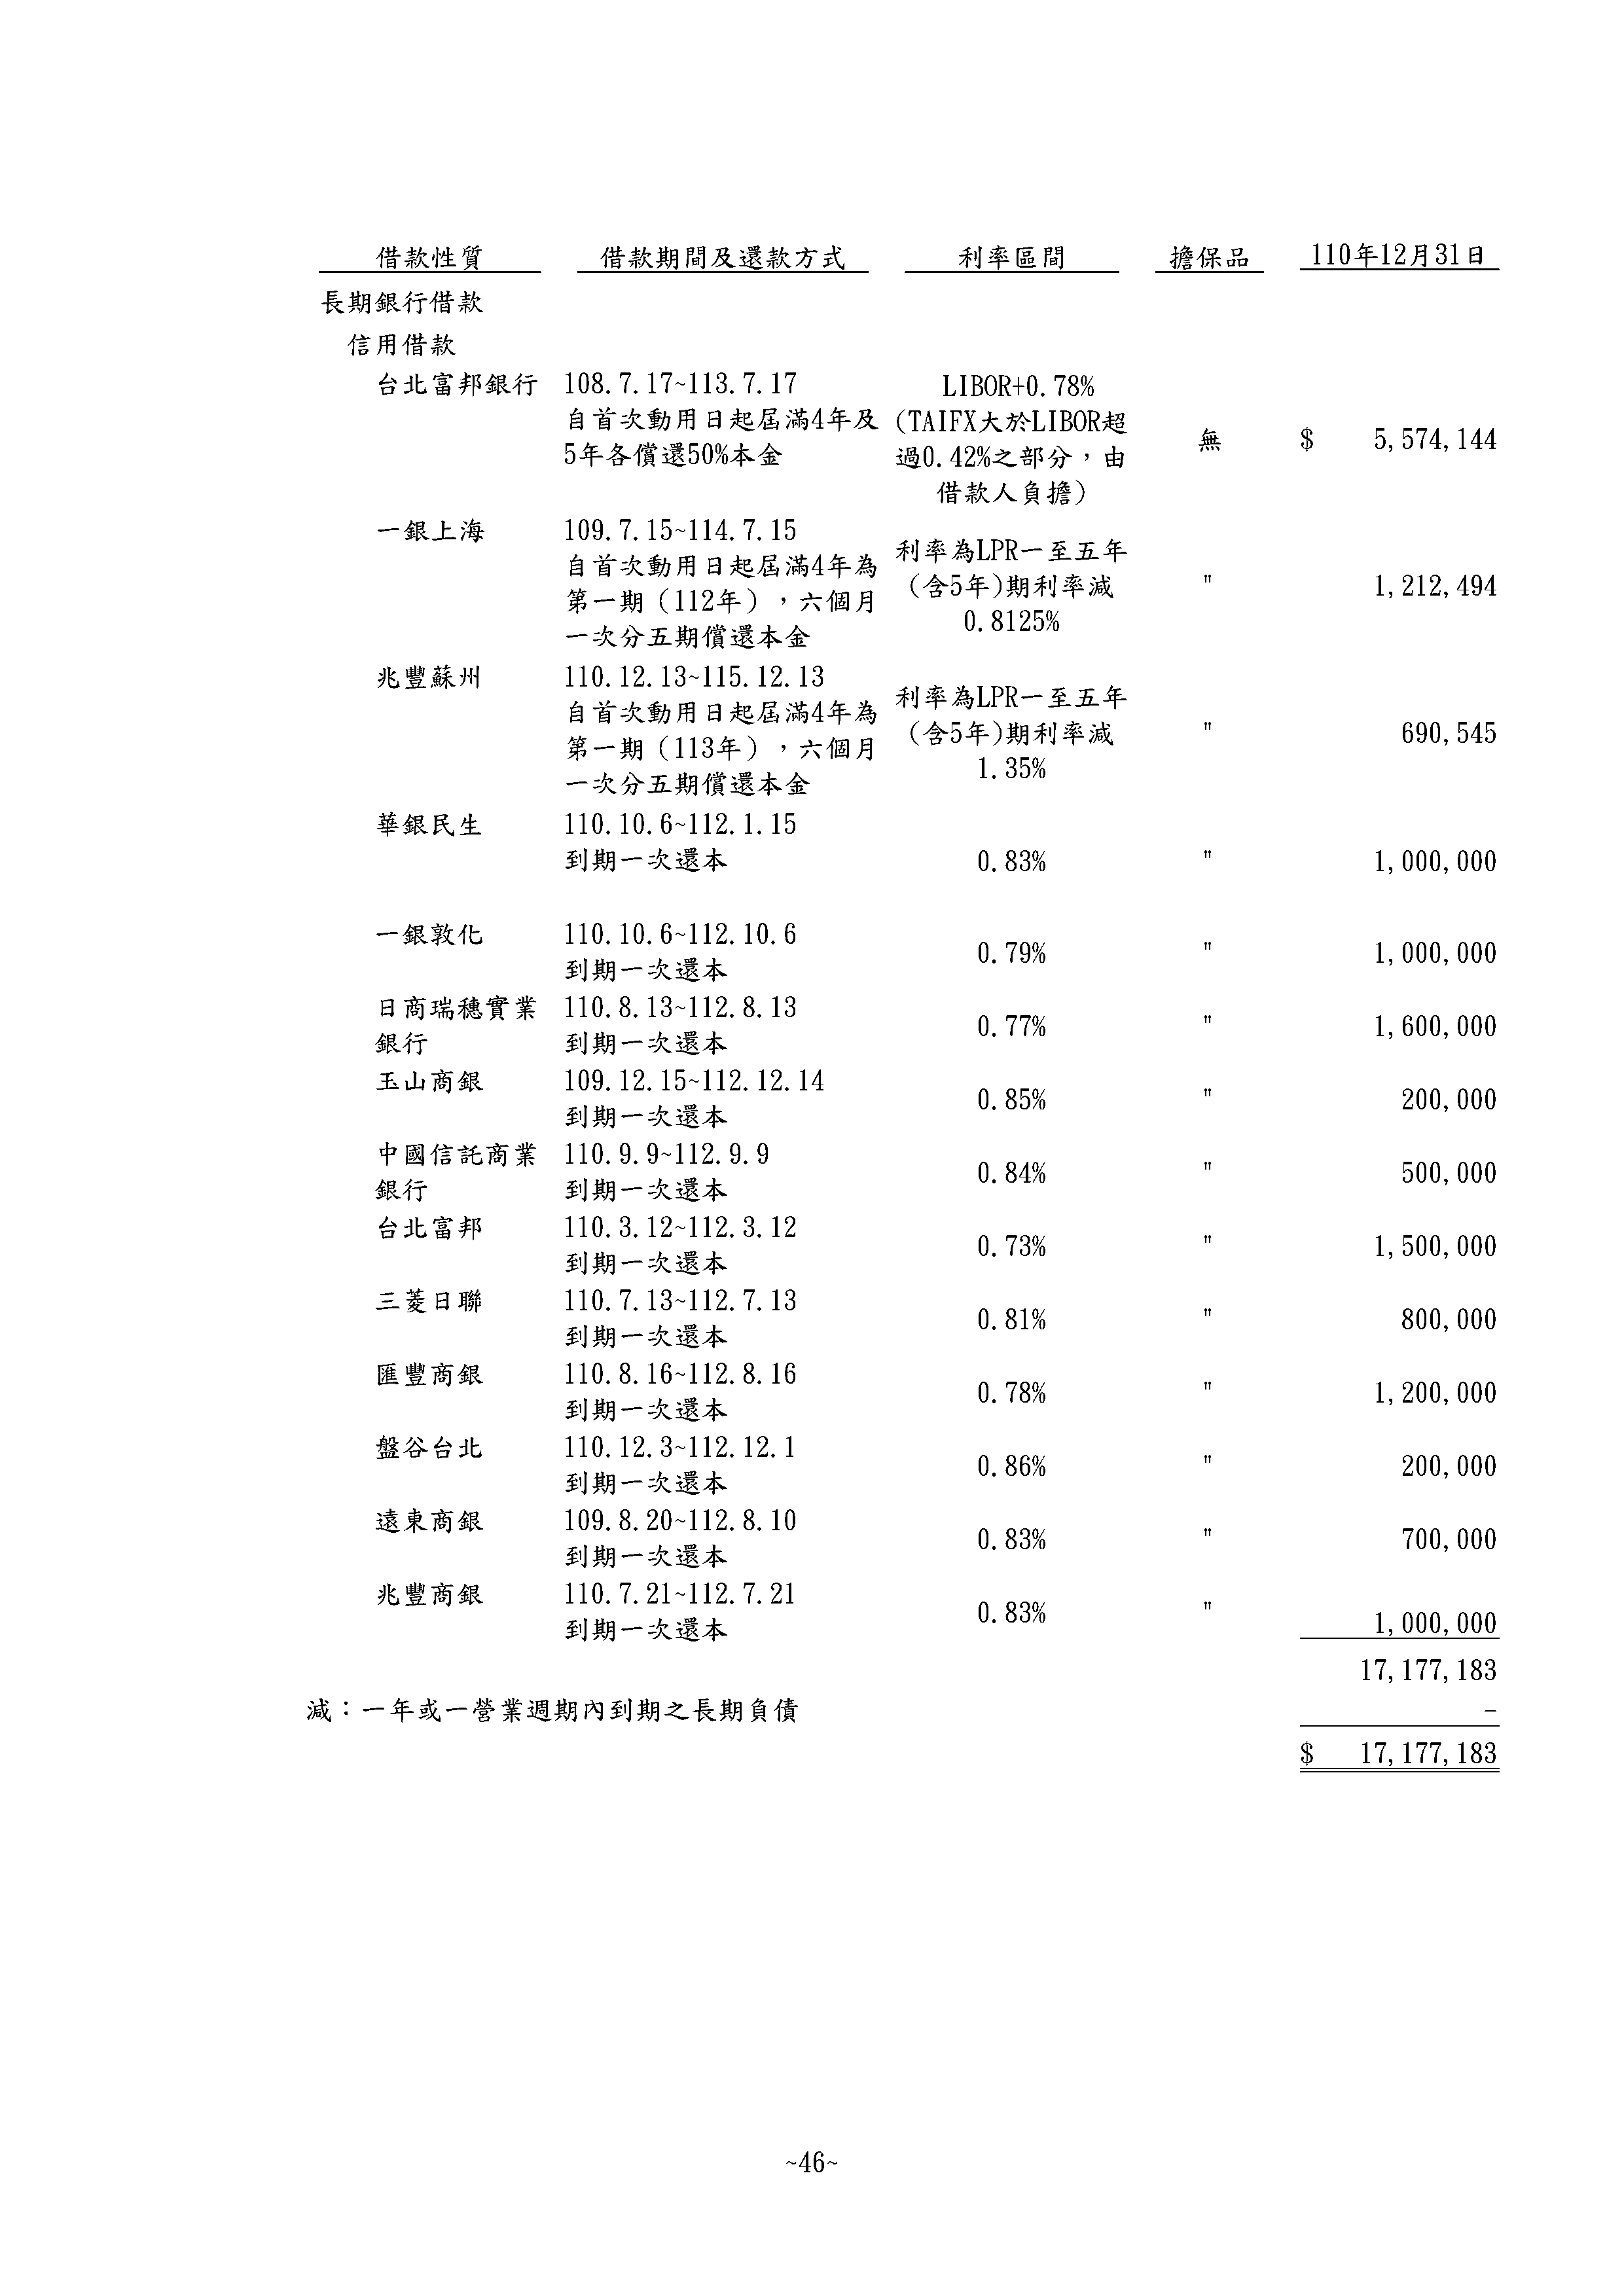 借款性質 借款期間及還款方式 利率區間 擔保品 110年12月31日
長期銀行借款
信用借款
台北富邦銀行 108.7.17~113.7.17 LIBOR+0.78%
自首次動用日起屆滿4年及 (TAIFX大於LIBOR超
無 $ 5,574,144
5年各償還50%本金 過0.42%之部分，由
借款人負擔)
一銀上海 109.7.15~114.7.15
利率為LPR一至五年
自首次動用日起屆滿4年為
(含5年)期利率減 " 1,212,494
第一期（112年），六個月
0.8125%
一次分五期償還本金
兆豐蘇州 110.12.13~115.12.13
利率為LPR一至五年
自首次動用日起屆滿4年為
(含5年)期利率減 " 690,545
第一期（113年），六個月
1.35%
一次分五期償還本金
華銀民生 110.10.6~112.1.15
到期一次還本 0.83% " 1,000,000
一銀敦化 110.10.6~112.10.6
0.79% " 1,000,000
到期一次還本
日商瑞穗實業 110.8.13~112.8.13
0.77% " 1,600,000
銀行 到期一次還本
玉山商銀 109.12.15~112.12.14
0.85% " 200,000
到期一次還本
中國信託商業 110.9.9~112.9.9
0.84% " 500,000
銀行 到期一次還本
台北富邦 110.3.12~112.3.12
0.73% " 1,500,000
到期一次還本
三菱日聯 110.7.13~112.7.13
0.81% " 800,000
到期一次還本
匯豐商銀 110.8.16~112.8.16
0.78% " 1,200,000
到期一次還本
盤谷台北 110.12.3~112.12.1
0.86% " 200,000
到期一次還本
遠東商銀 109.8.20~112.8.10
0.83% " 700,000
到期一次還本
兆豐商銀 110.7.21~112.7.21
0.83% " 1,000,000
到期一次還本
17,177,183
減：一年或一營業週期內到期之長期負債 -
$ 17,177,183
~46~